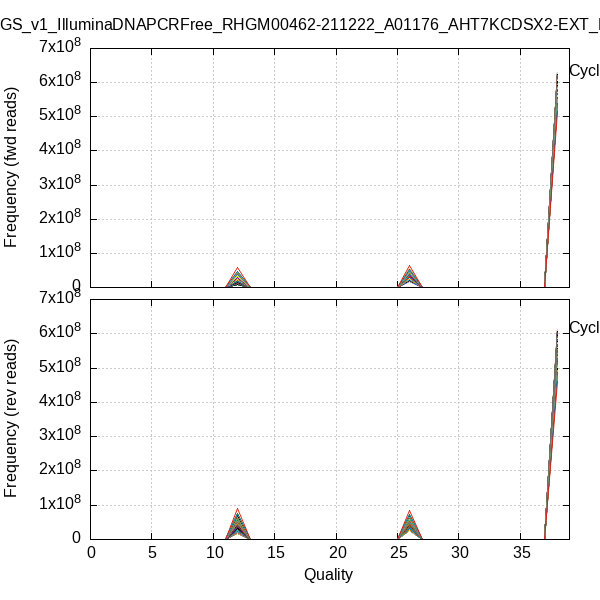 GS_v1_IlluminaDNAPCRFree_RHGM00462-211222_A01176_AHT7KCDSX2-EXT_
7x10⁸
6x10⁸
5x10⁸
4x10⁸
3x10⁸
2x10⁸
1x10⁸
0
Frequency (fwd reads)
Cycl
7x10⁸
6x10⁸
5x10⁸
4x10⁸
3x10⁸
2x10⁸
1x10⁸
0
Frequency (rev reads)
Cycl
0 5 10 15 20 25 30 35
Quality